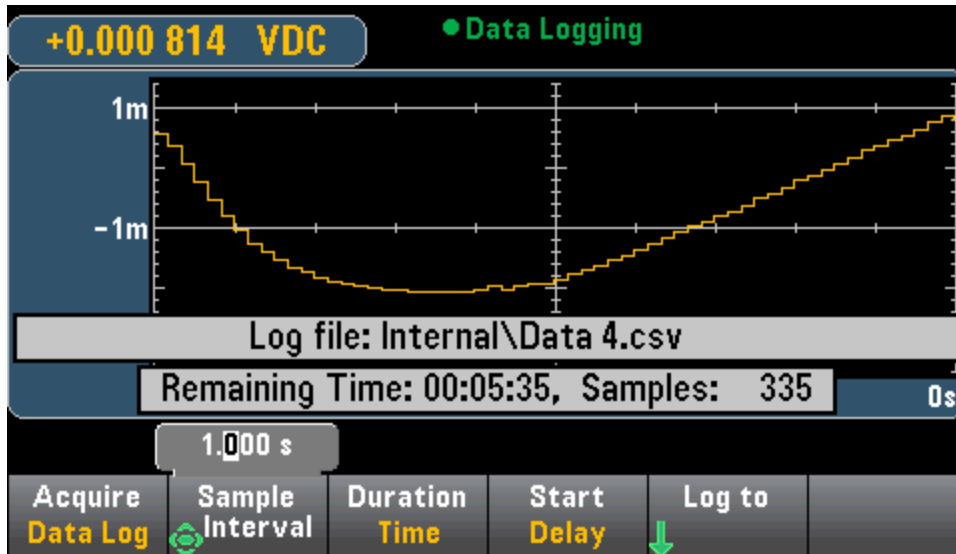 +0.000 814 VDC
Data Logging
1m
-1m
Log file: Internal\Data 4.csv
Remaining Time: 00:05:35, Samples: 335
0s
1.000 s
Acquire Sample Duration Start Log to
Data Log Interval Time Delay